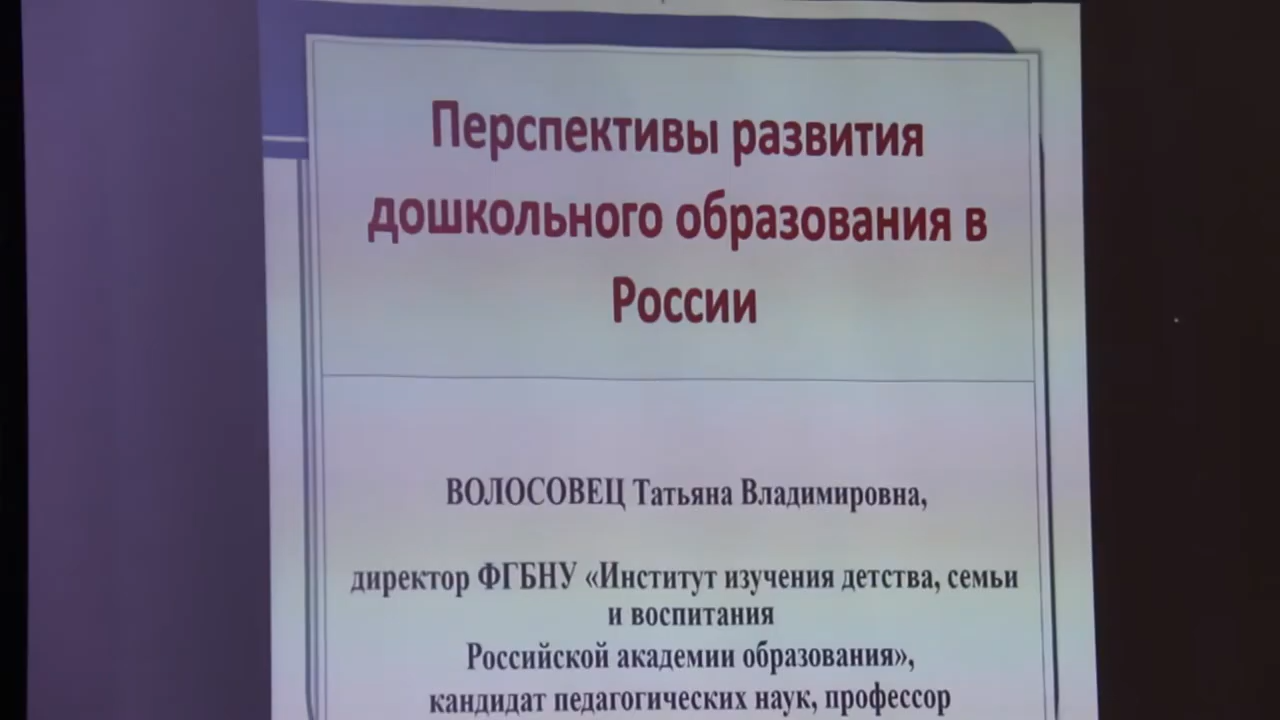 Перспективы развития
дошкольного образования в
России
ВОЛОСОВЕЦ Татьяна Владимировна,
директор ФГБНУ «Институт изучения детства, семьи
и воспитания
Российской академии образования»,
кандидат педагогических наук, профессор